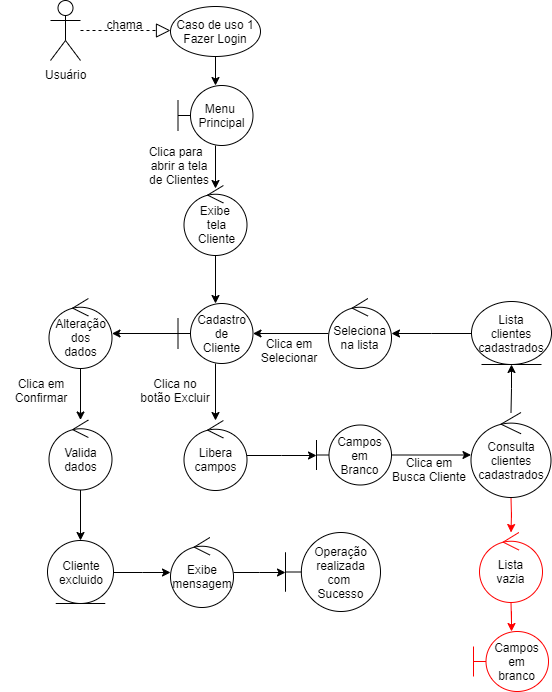 chama
Caso de uso 1
Fazer Login
Usuário
Menu
Principal
Clica para
abrir a tela
de Clientes
Exibe
tela
Cliente
Alteração
dos
dados
Cadastro
de
Cliente
Clica em
Selecionar
Seleciona
na lista
Lista
clientes
cadastrados
Clica em
Confirmar
Clica no
botão Excluir
Valida
dados
Libera
campos
Campos
em
Branco
Clica em
Busca Cliente
Consulta
clientes
cadastrados
Cliente
excluido
Exibe
mensagem
Operação
realizada
com
Sucesso
Lista
vazia
Campos
em
branco